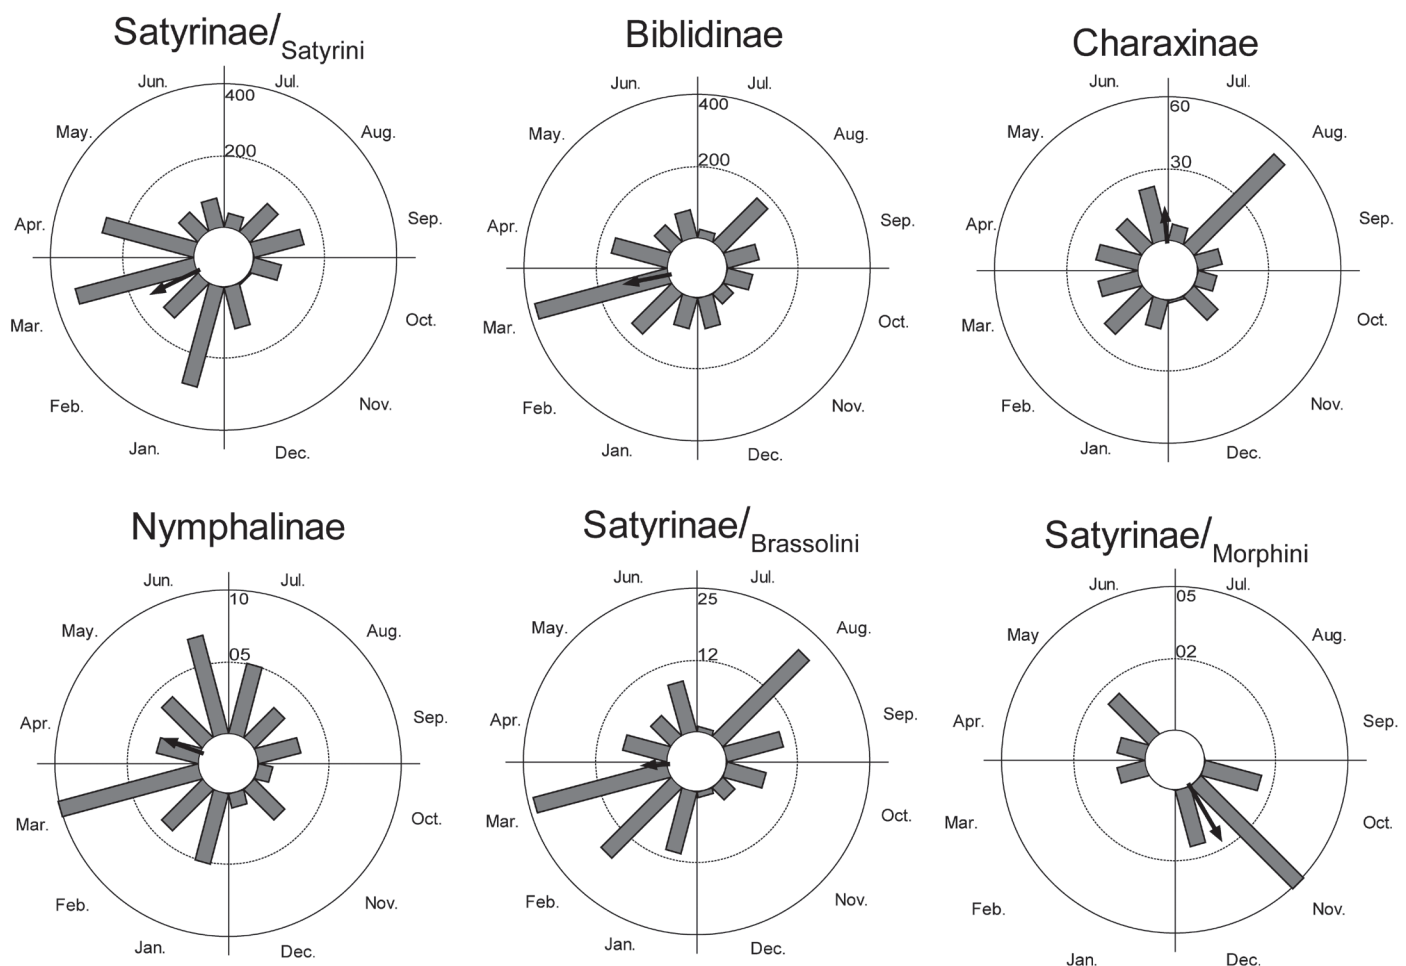 Satyrinae/Satyrini
Jun.
Jul.
400
May.
Aug.
200
Apr.
Sep.
Mar.
Oct.
Feb.
Nov.
Jan.
Dec.
Biblidinae
Jun.
Jul.
400
May.
Aug.
200
Apr.
Sep.
Mar.
Oct.
Feb.
Nov.
Jan.
Dec.
Charaxinae
Jun.
Jul.
60
May.
Aug.
30
Apr.
Sep.
Mar.
Oct.
Feb.
Nov.
Jan.
Dec.
Nymphalinae
Jun.
Jul.
10
May.
Aug.
05
Apr.
Sep.
Mar.
Oct.
Feb.
Nov.
Jan.
Dec.
Satyrinae/Brassolini
Jun.
Jul.
25
May.
Aug.
12
Apr.
Sep.
Mar.
Oct.
Feb.
Nov.
Jan.
Dec.
Satyrinae/Morphini
Jun.
Jul.
05
May
Aug.
02
Apr.
Sep.
Mar.
Oct.
Feb.
Nov.
Jan.
Dec.